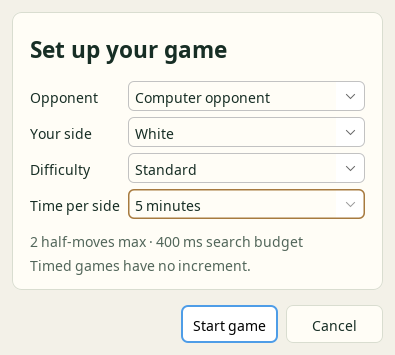 Set up your game
Opponent Computer opponent
Your side White
Difficulty Standard
Time per side 5 minutes
2 half-moves max · 400 ms search budget
Timed games have no increment.
Start game Cancel